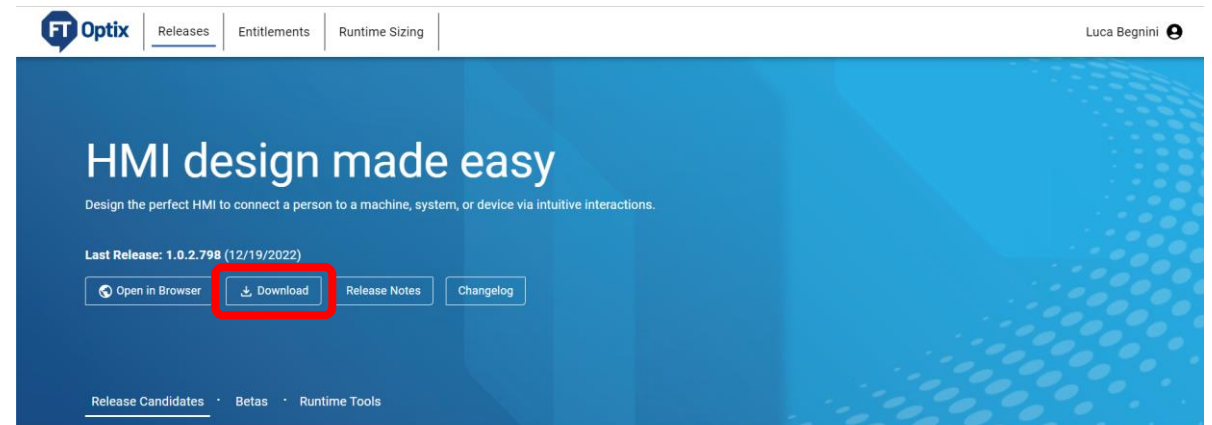 FT Optix Releases Entitlements Runtime Sizing Luca Begnini
HMI design made easy
Design the perfect HMI to connect a person to a machine, system, or device via intuitive interactions.
Last Release: 1.0.2.798 (12/19/2022)
Open in Browser Download Release Notes Changelog
Release Candidates · Betas · Runtime Tools